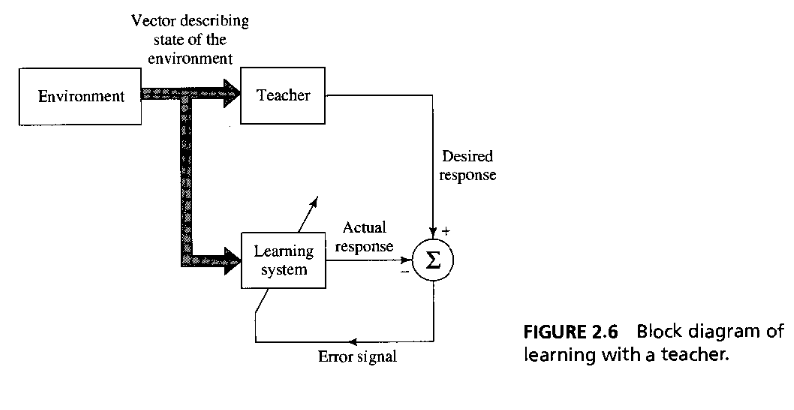 Vector describing
state of the
environment
Environment
Teacher
Desired
response
+
Learning
system
Actual
response
−
Σ
Error signal
FIGURE 2.6 Block diagram of
learning with a teacher.